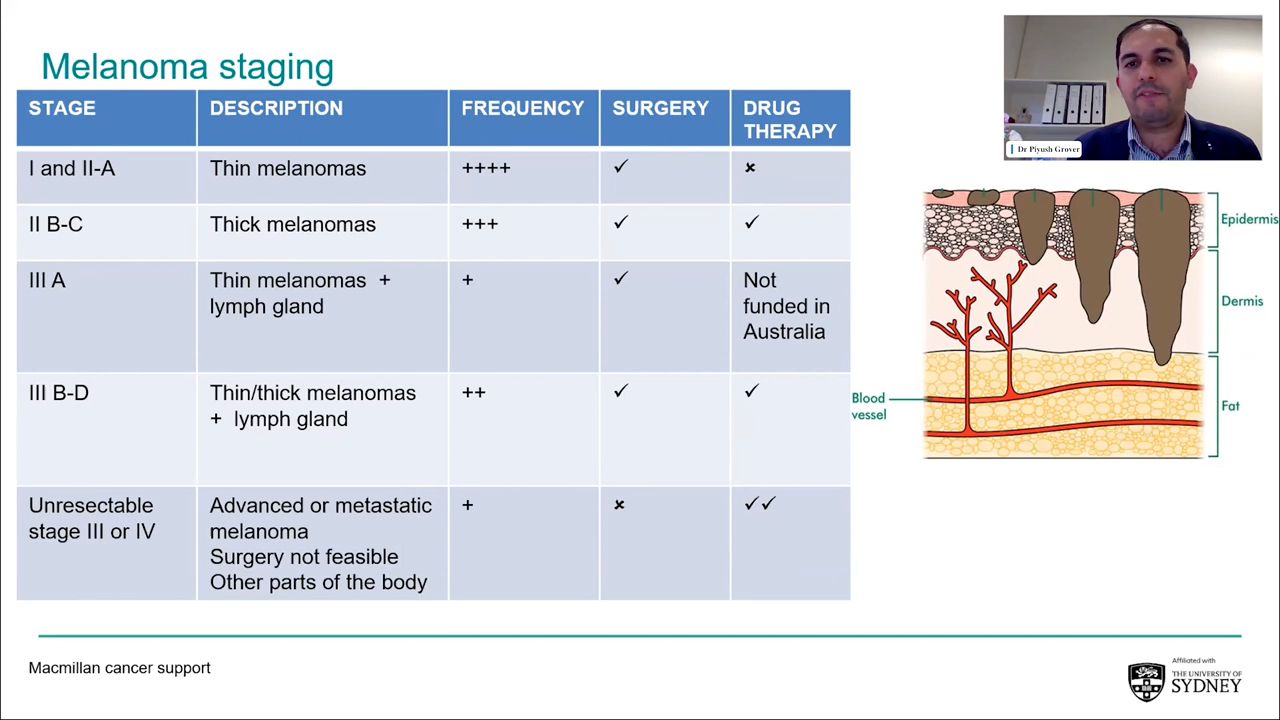 Melanoma staging
STAGE
DESCRIPTION
FREQUENCY
SURGERY
DRUG
THERAPY
I and II-A
Thin melanomas
++++
✓
×
II B-C
Thick melanomas
+++
✓
✓
III A
Thin melanomas +
lymph gland
+
✓
Not
funded in
Australia
III B-D
Thin/thick melanomas
+ lymph gland
++
✓
✓
Unresectable
stage III or IV
Advanced or metastatic
melanoma
Surgery not feasible
Other parts of the body
+
×
✓✓
Dr Piyush Grover
Epidermis
Dermis
Blood
vessel
Fat
Macmillan cancer support
Affiliated with
THE UNIVERSITY OF
SYDNEY